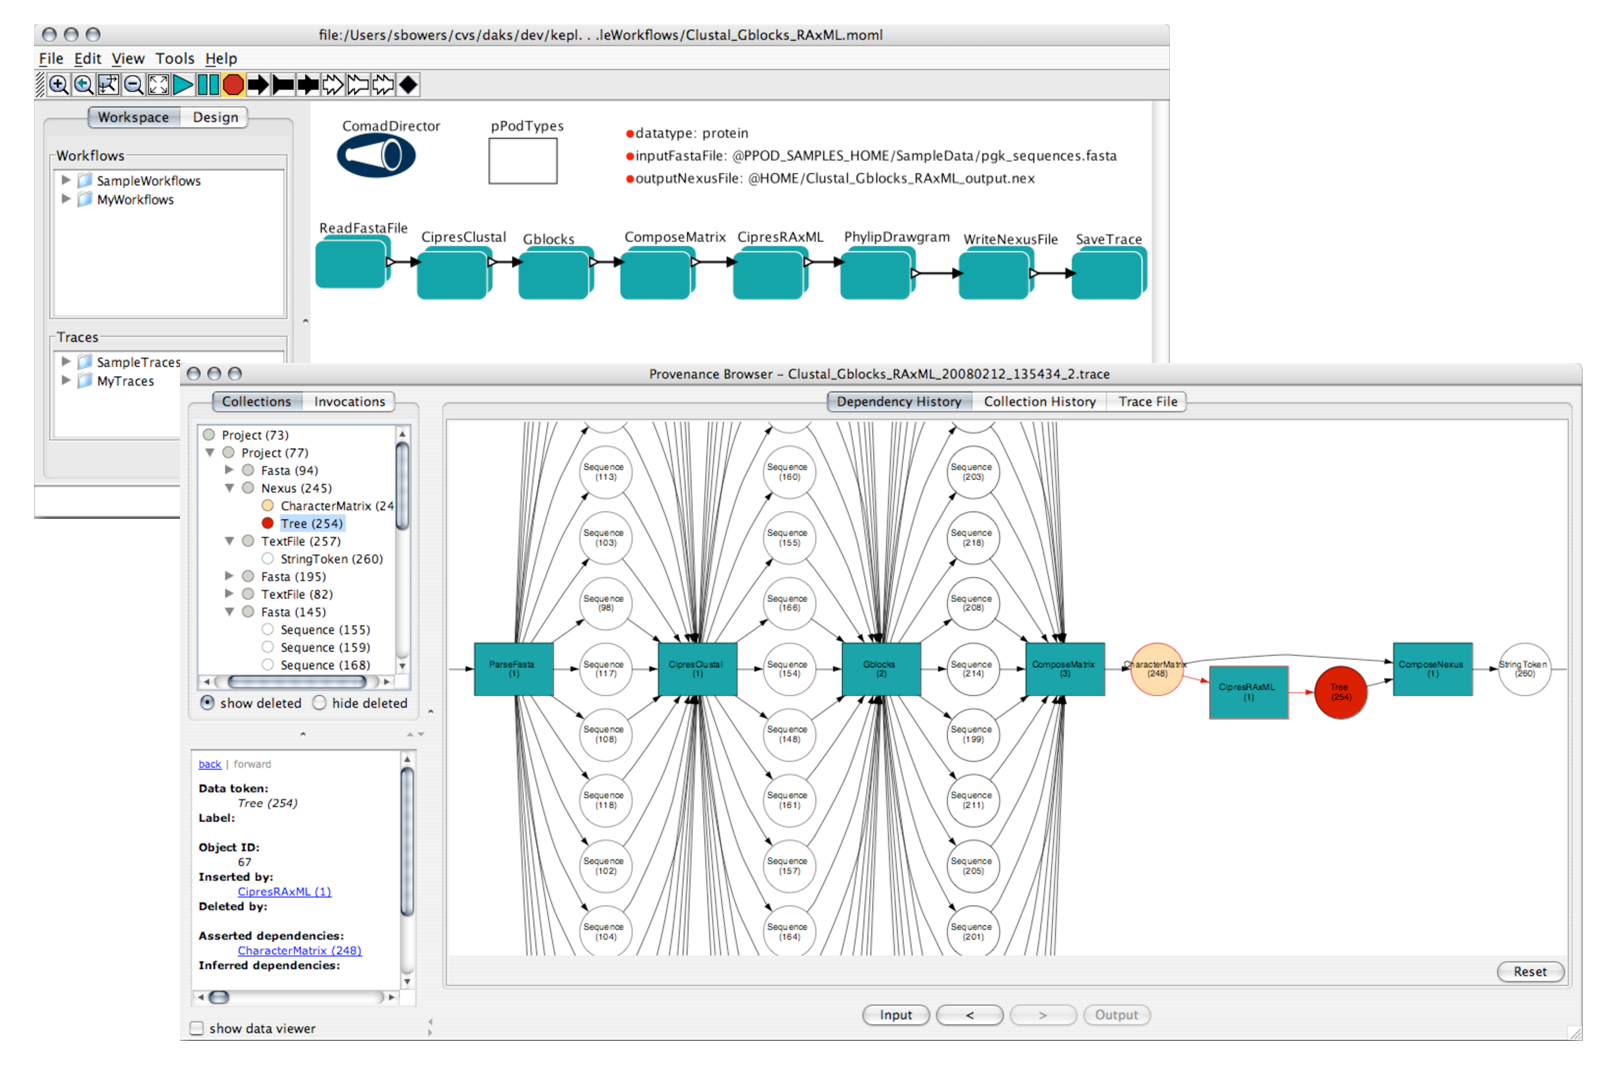 file:/Users/sbowers/cvs/daks/dev/kepl. . .leWorkflows/Clustal_Gblocks_RAxML.moml
File Edit View Tools Help
Workspace Design
Workflows
SampleWorkflows
MyWorkflows
Traces
SampleTraces
MyTraces
ComadDirector
pPodTypes
datatype: protein
inputFastaFile: @PPOD_SAMPLES_HOME/SampleData/pgk_sequences.fasta
outputNexusFile: @HOME/Clustal_Gblocks_RAxML_output.nex
ReadFastaFile
CipresClustal
Gblocks
ComposeMatrix
CipresRAxML
PhylipDrawgram
WriteNexusFile
SaveTrace
Provenance Browser – Clustal_Gblocks_RAxML_20080212_135434_2.trace
Collections Invocations
Project (73)
Project (77)
Fasta (94)
Nexus (245)
CharacterMatrix (24
Tree (254)
TextFile (257)
StringToken (260)
Fasta (195)
TextFile (82)
Fasta (145)
Sequence (155)
Sequence (159)
Sequence (168)
show deleted hide deleted
back | forward
Data token:
Tree (254)
Label:
Object ID:
67
Inserted by:
CipresRAxML (1)
Deleted by:
Asserted dependencies:
CharacterMatrix (248)
Inferred dependencies:
show data viewer
Dependency History Collection History Trace File
ParseFasta
(1)
Sequence
(113)
Sequence
(103)
Sequence
(98)
Sequence
(117)
Sequence
(108)
Sequence
(118)
Sequence
(102)
Sequence
(104)
CipresClustal
(1)
Sequence
(160)
Sequence
(155)
Sequence
(166)
Sequence
(154)
Sequence
(148)
Sequence
(161)
Sequence
(157)
Sequence
(164)
Gblocks
(2)
Sequence
(203)
Sequence
(218)
Sequence
(208)
Sequence
(214)
Sequence
(199)
Sequence
(211)
Sequence
(205)
Sequence
(201)
ComposeMatrix
(3)
CharacterMatrix
(248)
CipresRAxML
(1)
Tree
(254)
ComposeNexus
(1)
StringToken
(260)
Reset
Input < > Output